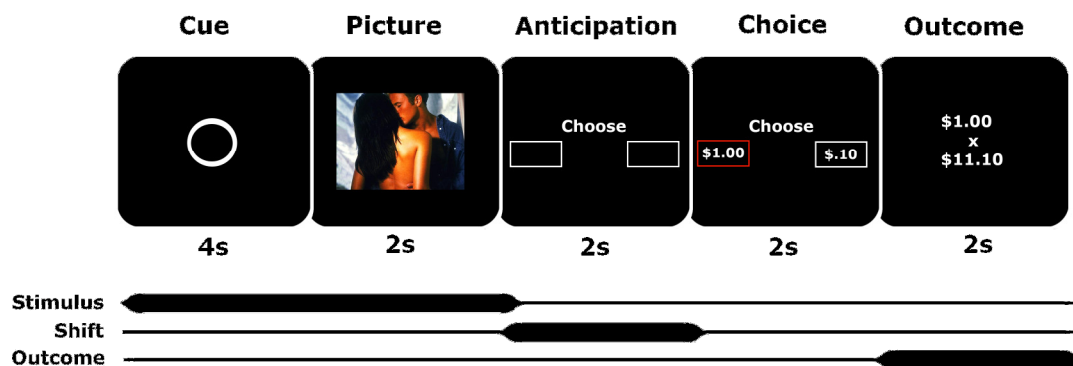 Cue Picture Anticipation Choice Outcome
Choose
Choose
$1.00
$.10
$1.00
x
$11.10
4s 2s 2s 2s 2s
Stimulus
Shift
Outcome